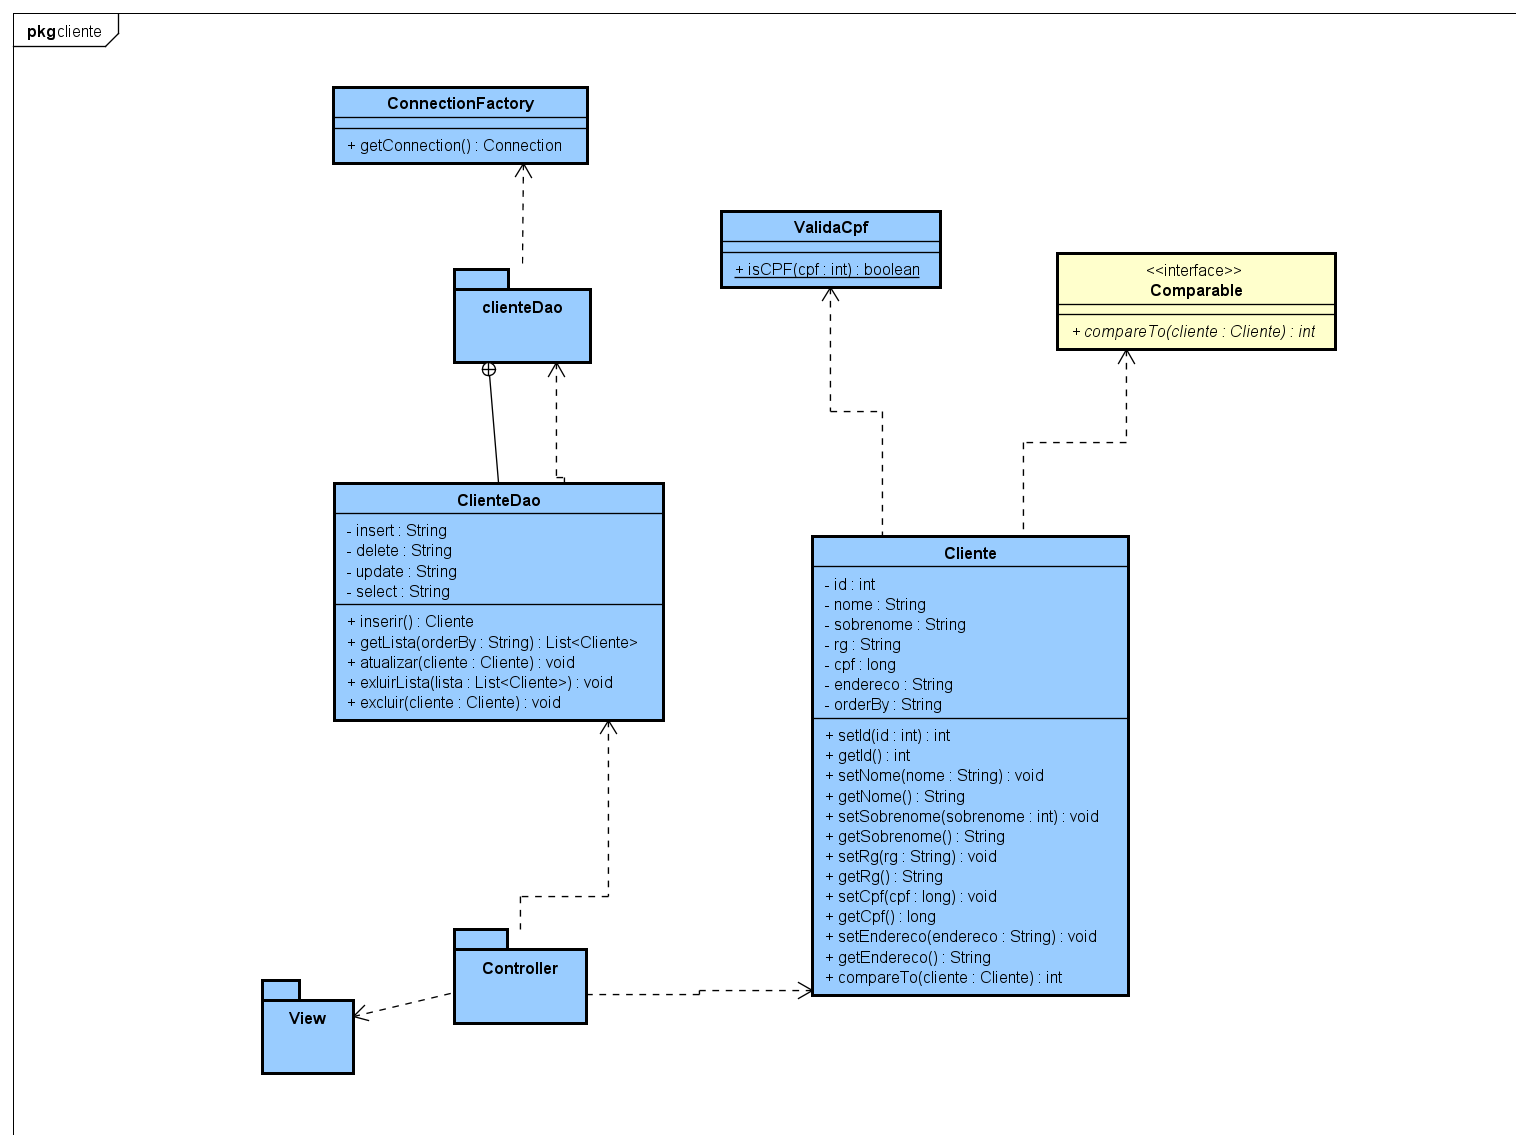 pkg cliente
ConnectionFactory
+ getConnection() : Connection
clienteDao
ValidaCpf
+ isCPF(cpf : int) : boolean
<<interface>>
Comparable
+ compareTo(cliente : Cliente) : int
ClienteDao
- insert : String
- delete : String
- update : String
- select : String
+ inserir() : Cliente
+ getLista(orderBy : String) : List<Cliente>
+ atualizar(cliente : Cliente) : void
+ exluirLista(lista : List<Cliente>) : void
+ excluir(cliente : Cliente) : void
Cliente
- id : int
- nome : String
- sobrenome : String
- rg : String
- cpf : long
- endereco : String
- orderBy : String
+ setId(id : int) : int
+ getId() : int
+ setNome(nome : String) : void
+ getNome() : String
+ setSobrenome(sobrenome : int) : void
+ getSobrenome() : String
+ setRg(rg : String) : void
+ getRg() : String
+ setCpf(cpf : long) : void
+ getCpf() : long
+ setEndereco(endereco : String) : void
+ getEndereco() : String
+ compareTo(cliente : Cliente) : int
Controller
View